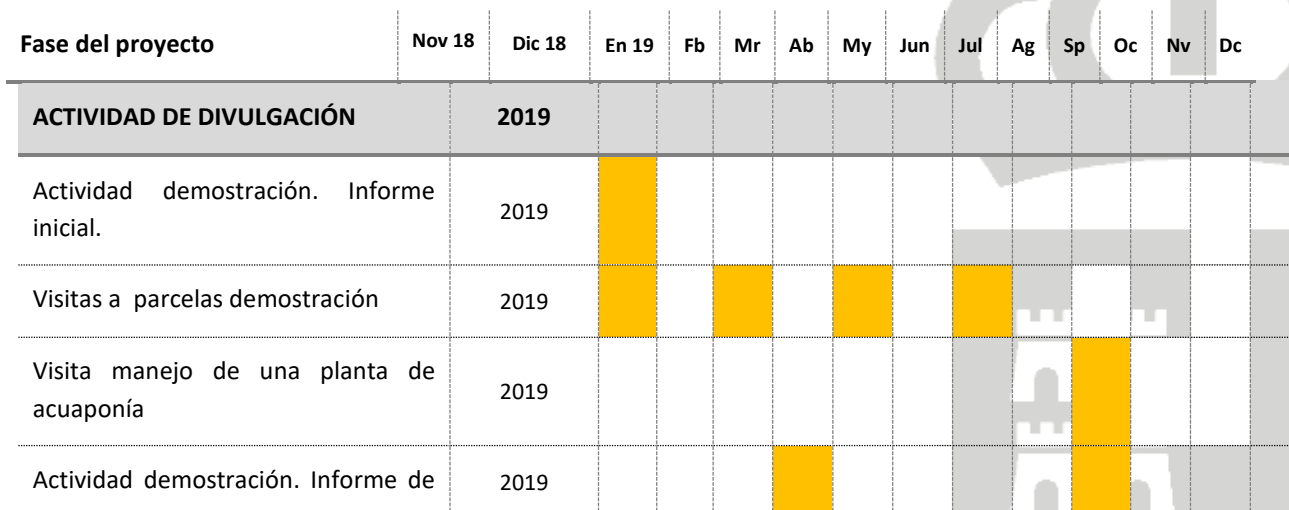 Fase del proyecto Nov 18 Dic 18 En 19 Fb Mr Ab My Jun Jul Ag Sp Oc Nv Dc
ACTIVIDAD DE DIVULGACIÓN 2019
Actividad demostración. Informe
inicial.
2019
Visitas a parcelas demostración 2019
Visita manejo de una planta de
acuaponía
2019
Actividad demostración. Informe de 2019